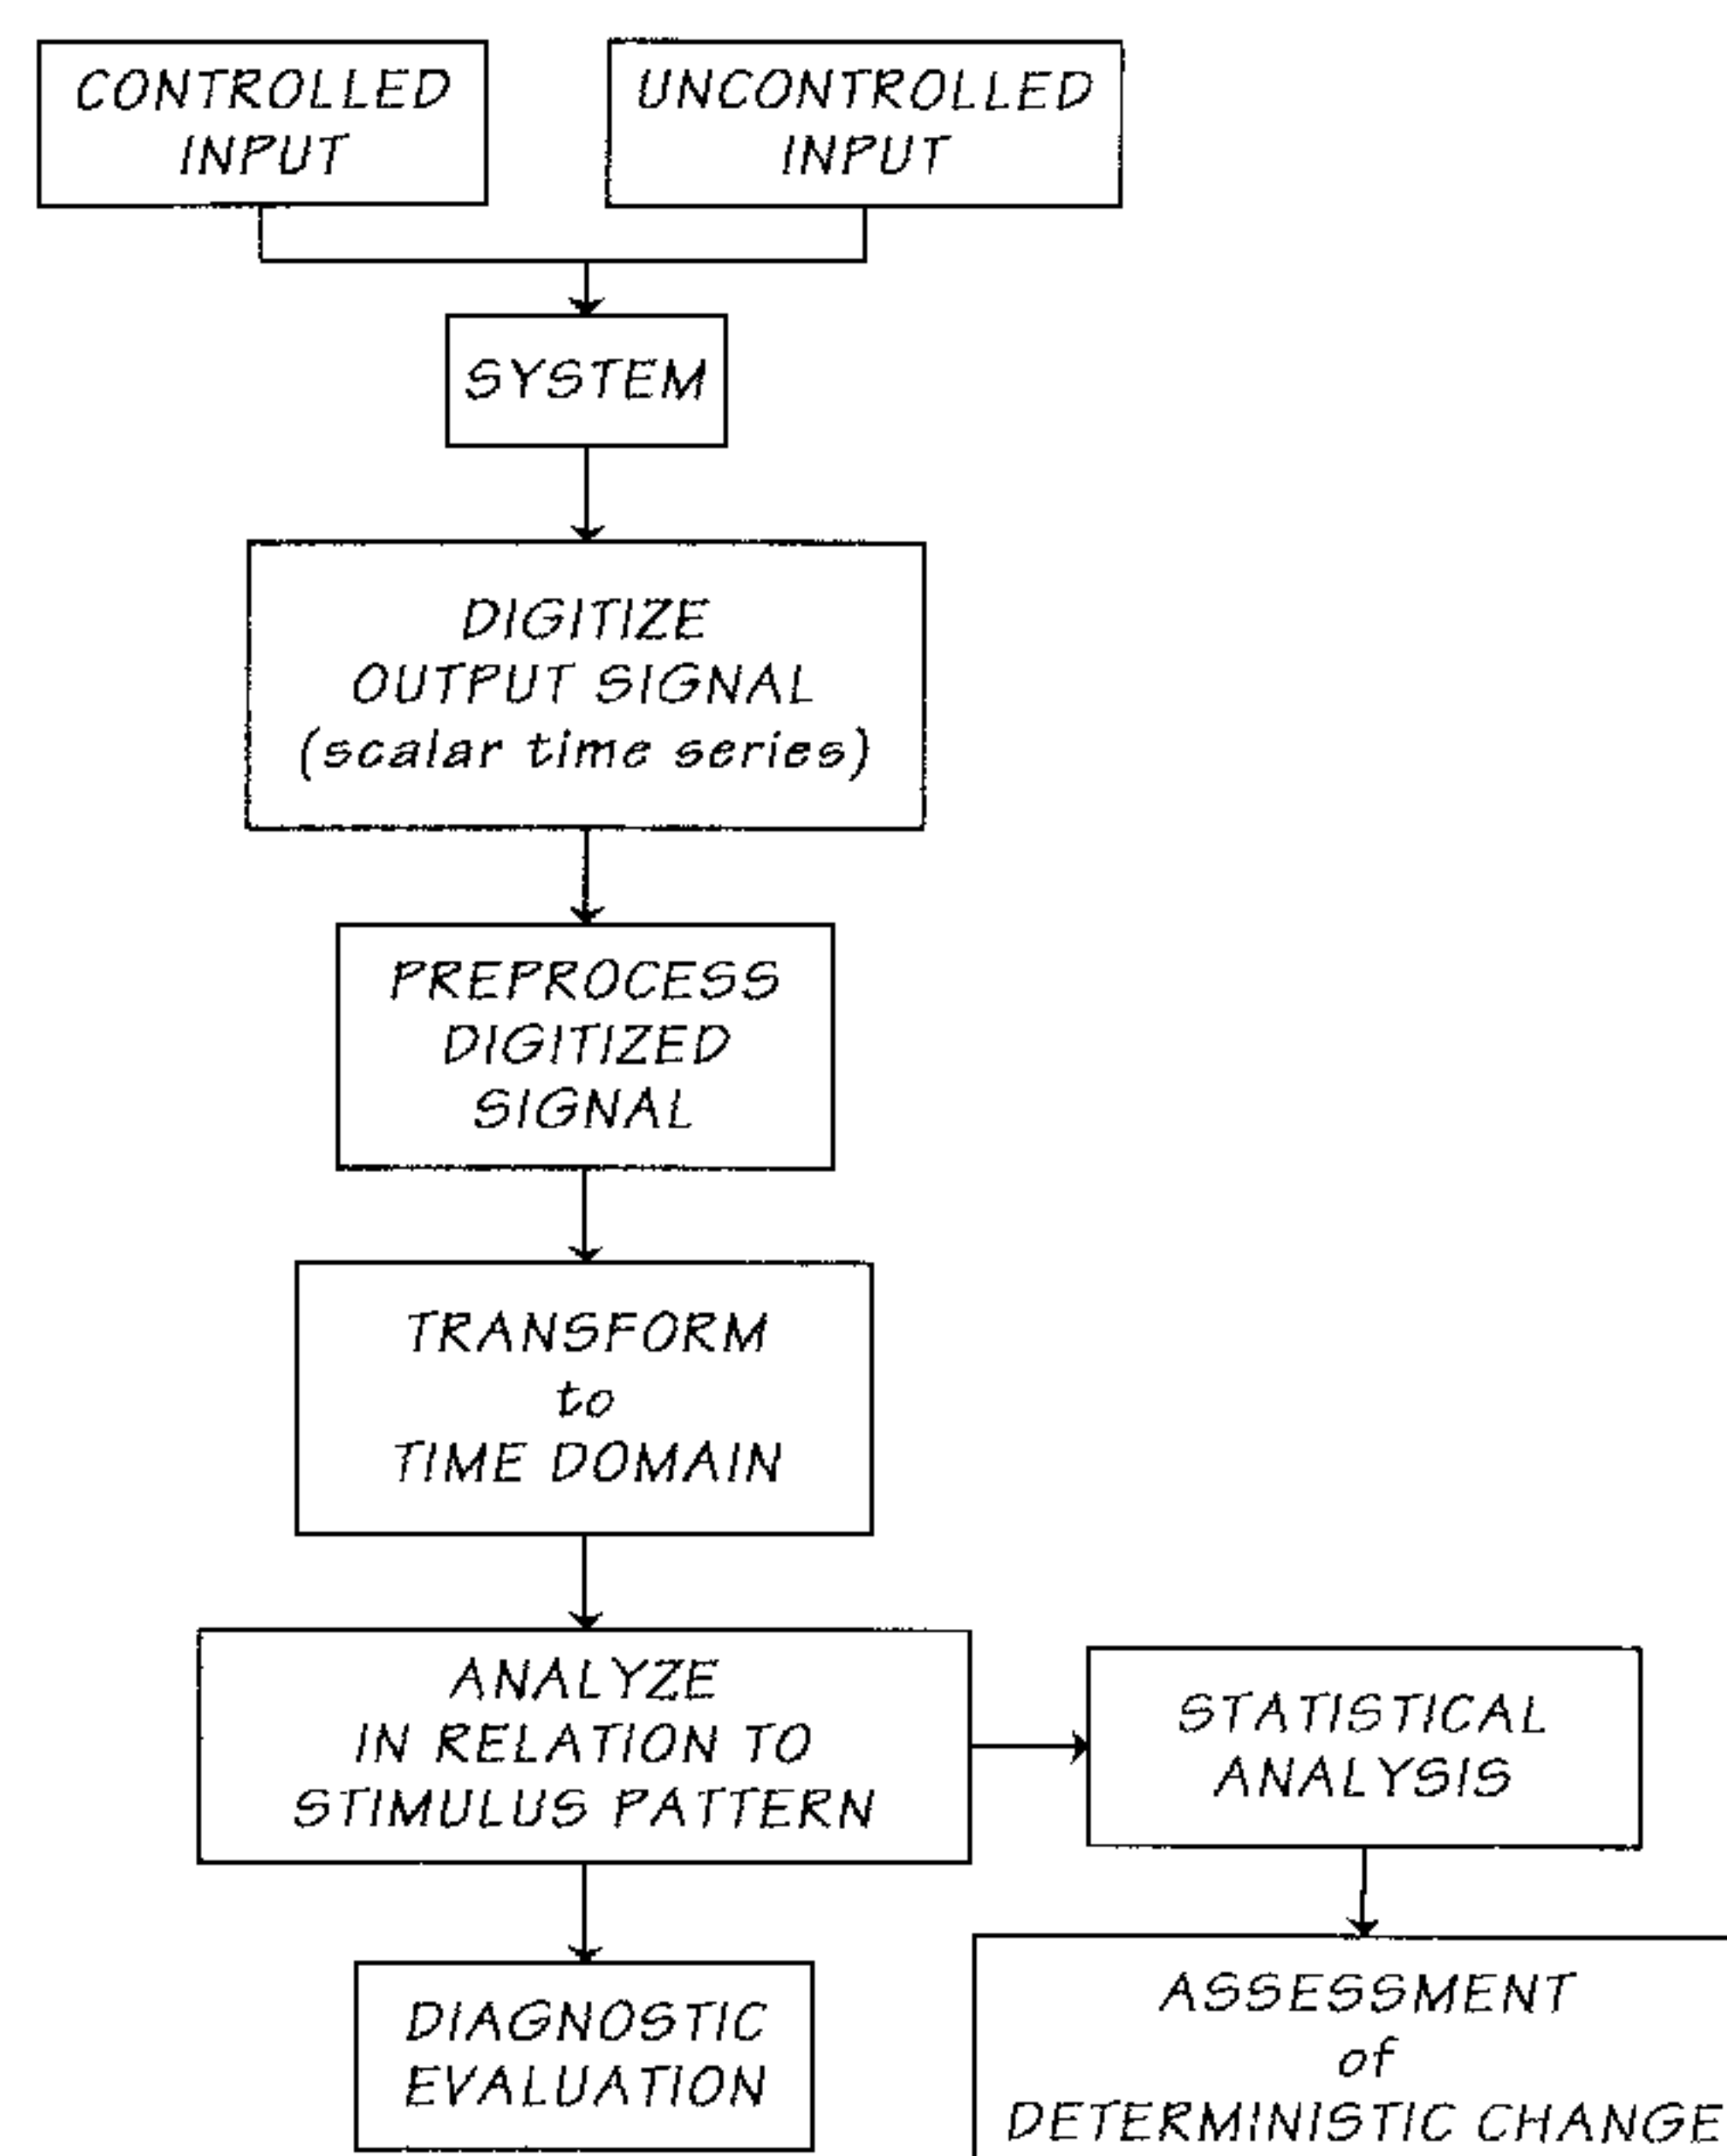 CONTROLLED
INPUT
UNCONTROLLED
INPUT
SYSTEM
DIGITIZE
OUTPUT SIGNAL
(scalar time series)
PREPROCESS
DIGITIZED
SIGNAL
TRANSFORM
to
TIME DOMAIN
ANALYZE
IN RELATION TO
STIMULUS PATTERN
STATISTICAL
ANALYSIS
DIAGNOSTIC
EVALUATION
ASSESSMENT
of
DETERMINISTIC CHANGE